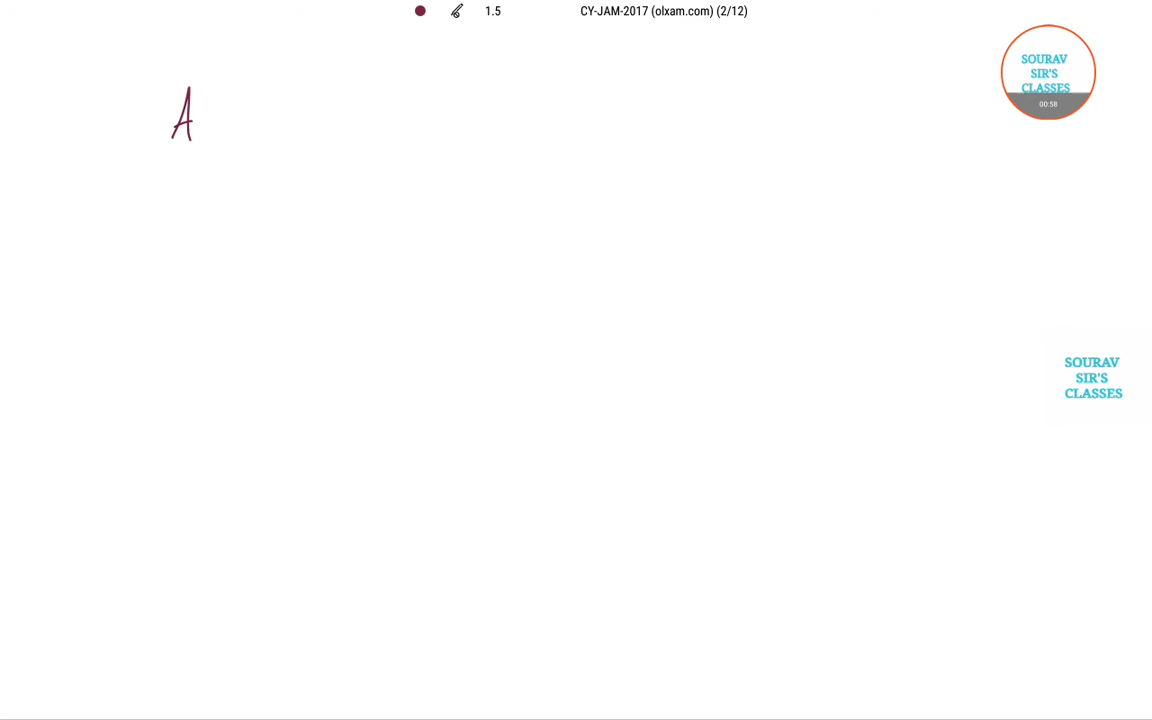 1.5 CY-JAM-2017 (olxam.com) (2/12)
SOURAV
SIR'S
CLASSES
00:58
A
SOURAV
SIR'S
CLASSES